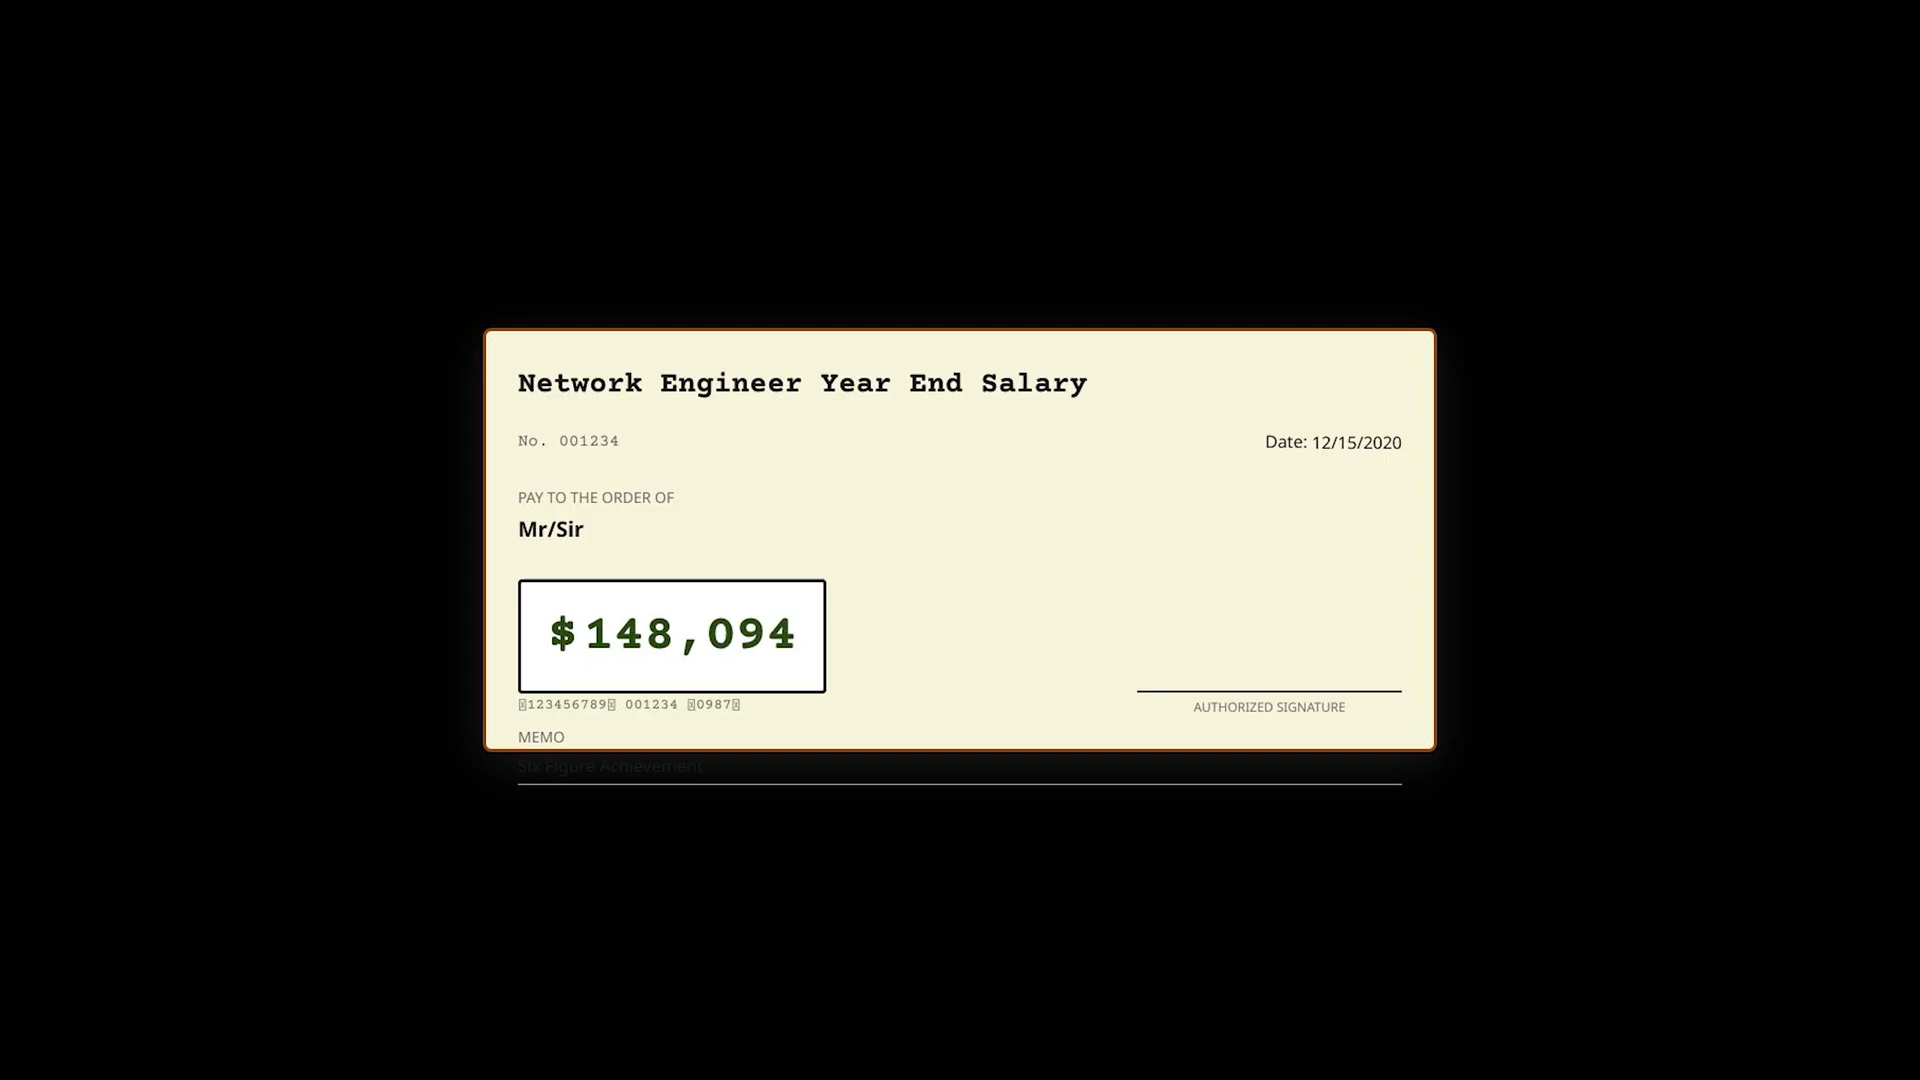 Network Engineer Year End Salary
No. 001234
Date: 12/15/2020
PAY TO THE ORDER OF
Mr/Sir
$148,094
123456789 001234 0987
AUTHORIZED SIGNATURE
MEMO
Six Figure Achievement